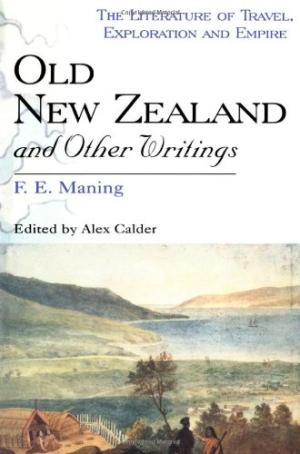 THE LITERATURE OF TRAVEL,
EXPLORATION AND EMPIRE
OLD
NEW ZEALAND
and Other Writings
F. E. Maning
Edited by Alex Calder